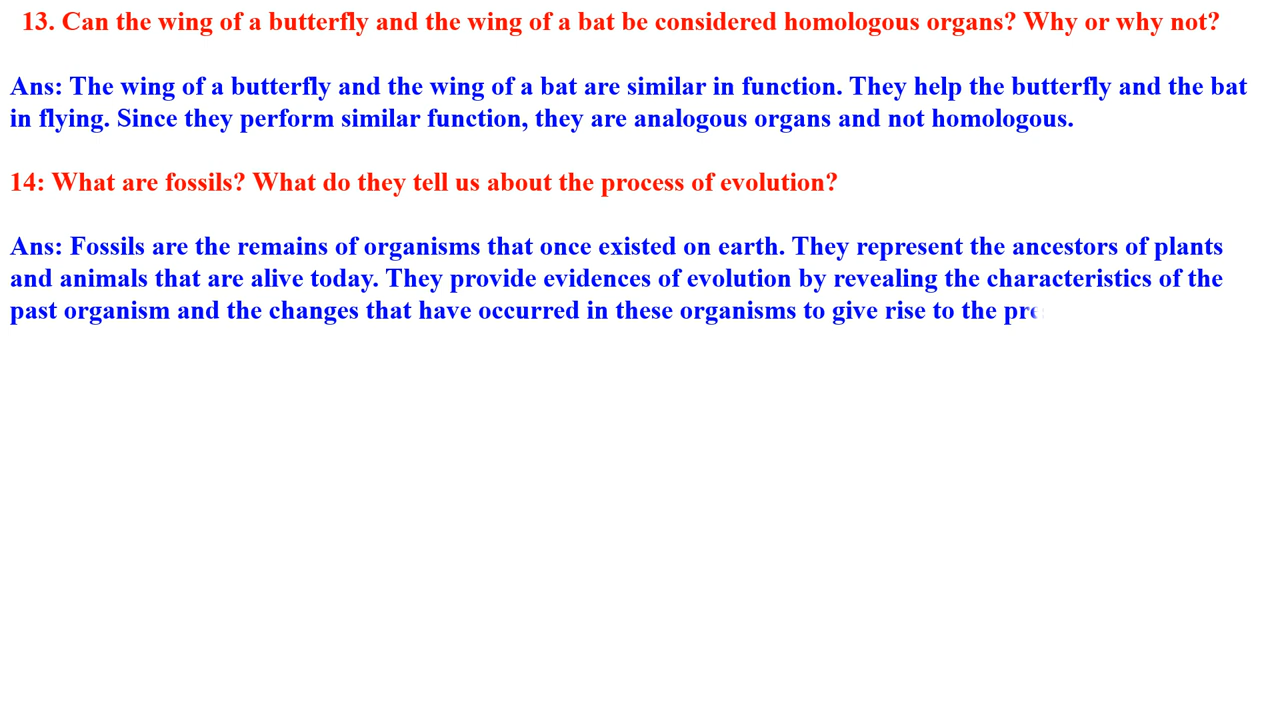 13. Can the wing of a butterfly and the wing of a bat be considered homologous organs? Why or why not?
Ans: The wing of a butterfly and the wing of a bat are similar in function. They help the butterfly and the bat
in flying. Since they perform similar function, they are analogous organs and not homologous.
14: What are fossils? What do they tell us about the process of evolution?
Ans: Fossils are the remains of organisms that once existed on earth. They represent the ancestors of plants
and animals that are alive today. They provide evidences of evolution by revealing the characteristics of the
past organism and the changes that have occurred in these organisms to give rise to the